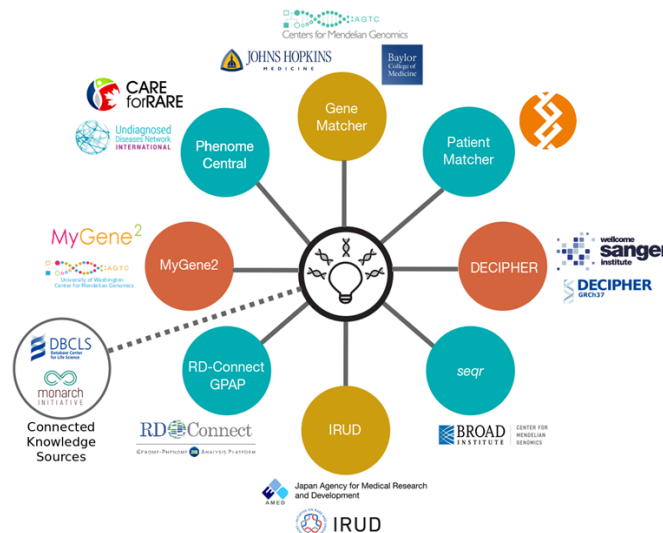 IAGTC
Centers for Mendelian Genomics
JOHNS HOPKINS
MEDICINE
Baylor
College of
Medicine
CARE
forRARE
Undiagnosed
Diseases Network
INTERNATIONAL
Phenome
Central
Gene
Matcher
Patient
Matcher
MyGene2
IAGTC
University of Washington
Center for Mendelian Genomics
MyGene2
DECIPHER
wellcome
sanger
institute
DECIPHER
GRCh37
DBCLS
Database Center
for Life Science
monarch
INITIATIVE
Connected
Knowledge
Sources
RD-Connect
GPAP
RD Connect
GENOME-PHENOME ANALYSIS PLATFORM
IRUD
seqr
BROAD
INSTITUTE
CENTER FOR
MENDELIAN
GENOMICS
AMED
Japan Agency for Medical Research
and Development
IRUD